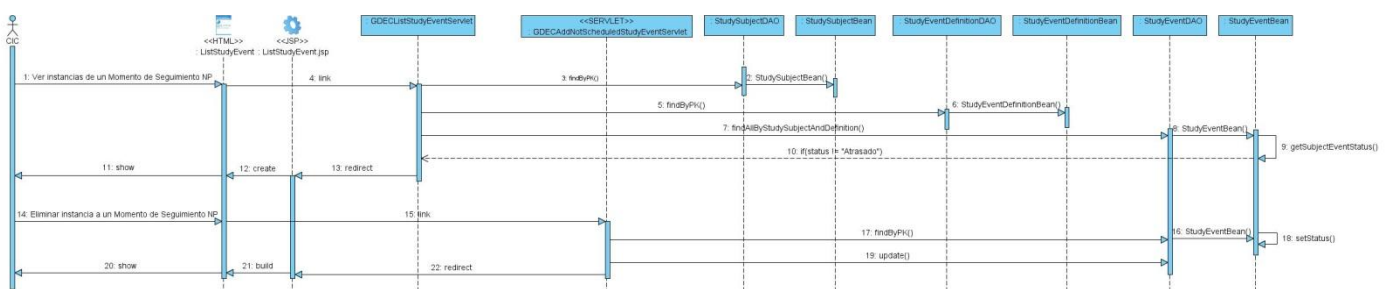 GDECListStudyEventServlet
<<SERVLET>>
GDECAddNotScheduledStudyEventServlet
StudySubjectDAO
StudySubjectBean
StudyEventDefinitionDAO
StudyEventDefinitionBean
StudyEventDAO
StudyEventBean
CIC
<<HTML>>
: ListStudyEvent
<<JSP>>
: ListStudyEvent.jsp
1: Ver instancias de un Momento de Seguimiento NP
4: link
3: findByPK()
2: StudySubjectBean()
5: findByPK()
6: StudyEventDefinitionBean()
7: findAllByStudySubjectAndDefinition()
8: StudyEventBean()
9: getSubjectEventStatus()
10: if(status != "Atrasado")
11: show
12: create
13: redirect
14: Eliminar instancia a un Momento de Seguimiento NP
15: link
17: findByPK()
16: StudyEventBean()
18: setStatus()
19: update()
20: show
21: build
22: redirect